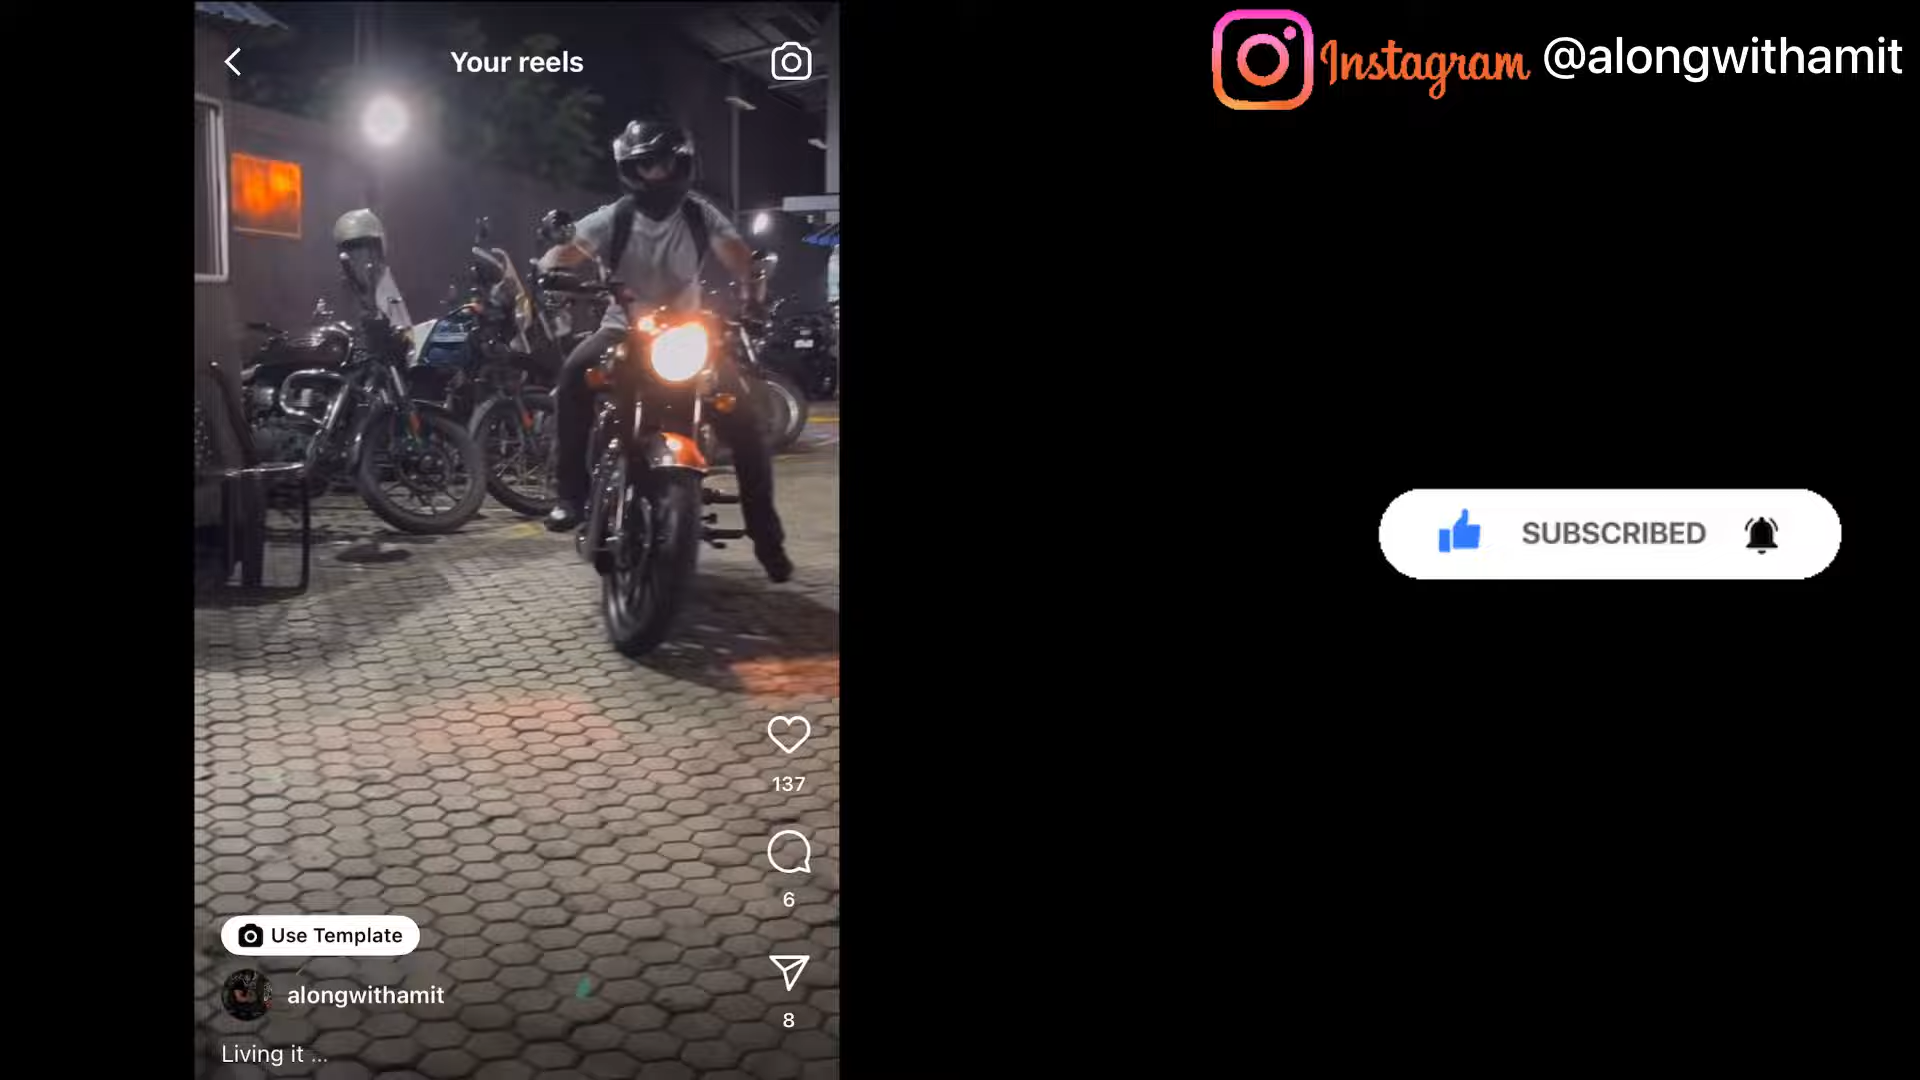 Your reels
Instagram @alongwithamit
SUBSCRIBED
137
6
Use Template
alongwithamit
8
Living it ...